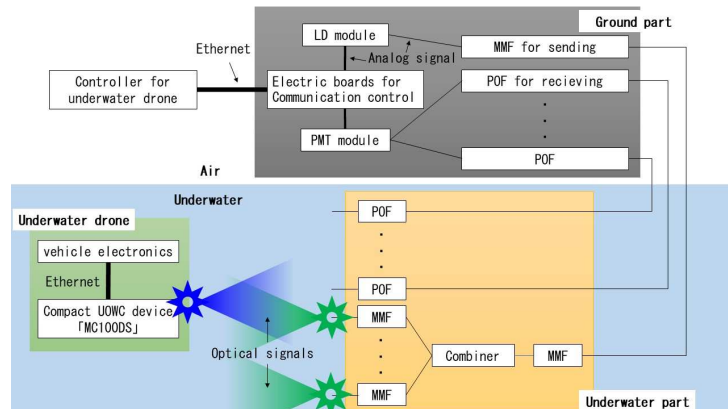 Ground part
LD module
Ethernet
Analog signal
MMF for sending
Controller for
underwater drone
Electric boards for
Communication control
POF for recieving
PMT module
POF
Air
Underwater
Underwater drone
POF
vehicle electronics
Ethernet
POF
Compact UOWC device
「MC100DS」
MMF
Optical signals
Combiner
MMF
MMF
Underwater part